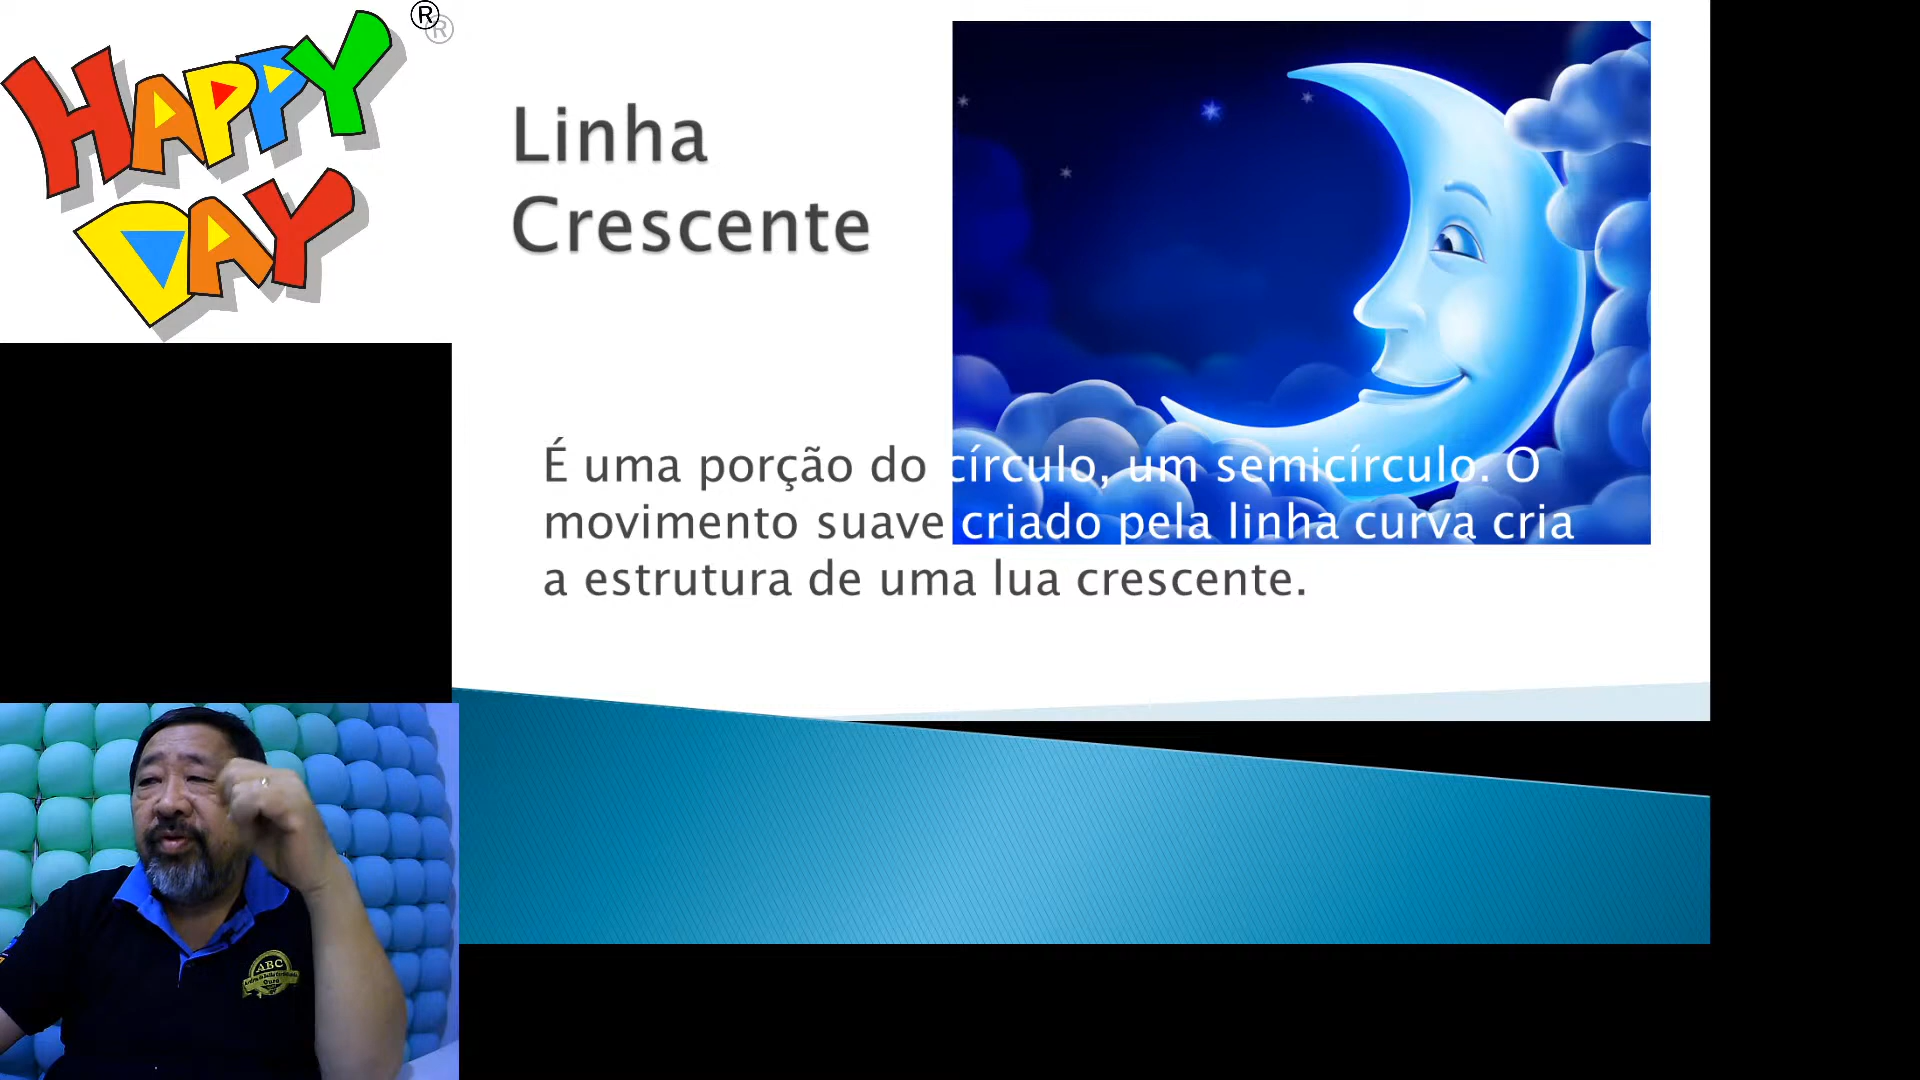 HAPPY
DAY
®
Linha
Crescente
É uma porção do círculo, um semicírculo. O
movimento suave criado pela linha curva cria
a estrutura de uma lua crescente.
ABC